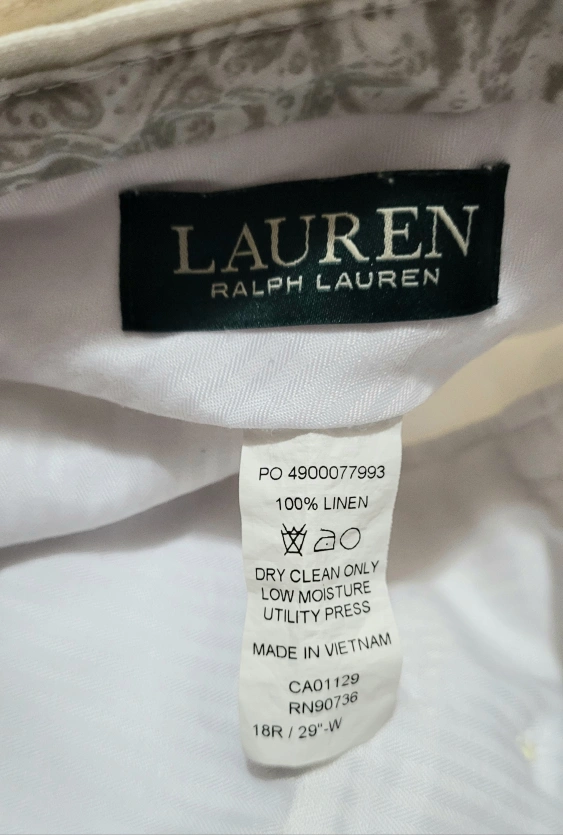 LAUREN
RALPH LAUREN
PO 4900077993
100% LINEN
DRY CLEAN ONLY
LOW MOISTURE
UTILITY PRESS
MADE IN VIETNAM
CA01129
RN90736
18R / 29"-W